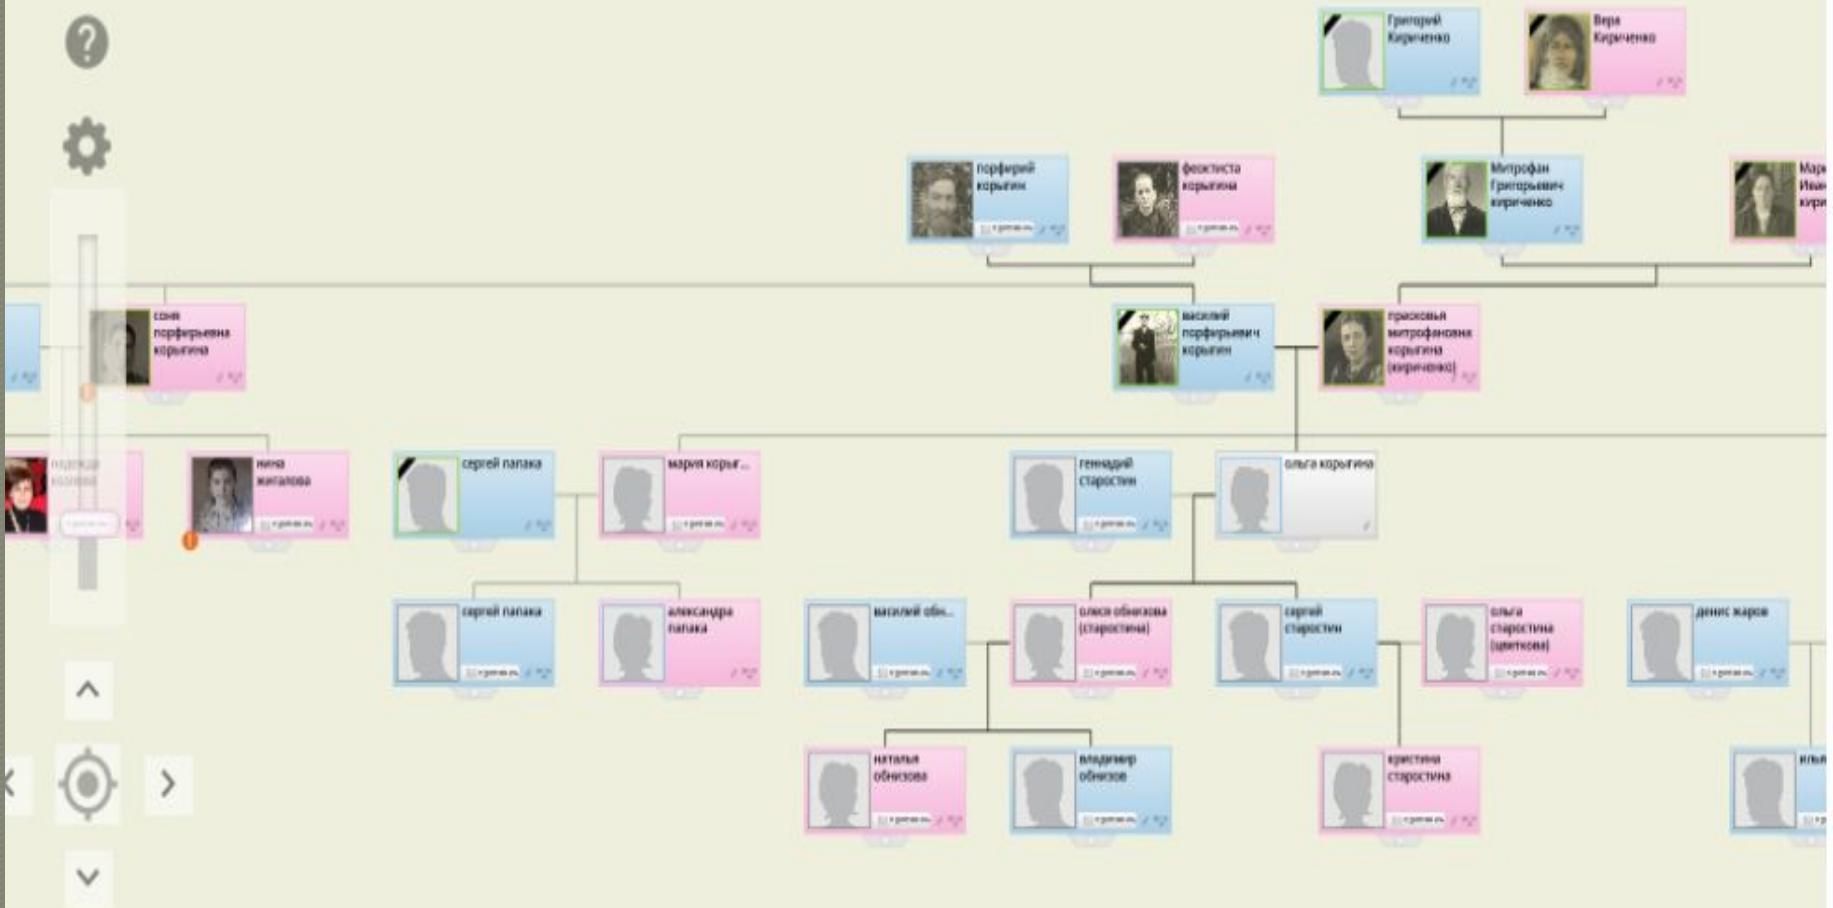 Григорий
Кириченко
Вера
Кириченко
порфирий
корыгин
феоктиста
корыгина
Митрофан
Григорьевич
кириченко
соня
порфирьевна
корыгина
василий
порфирьевич
корыгин
прасковья
митрофановна
корыгина
(кириченко)
нина
жигалова
сергей папака
мария корыг...
геннадий
старостин
ольга корыгина
сергей папака
александра
папака
василий обн...
олеся обнизова
(старостина)
сергей
старостин
ольга
старостина
(цветкова)
денис жаров
наталья
обнизова
владимир
обнизов
кристина
старостина